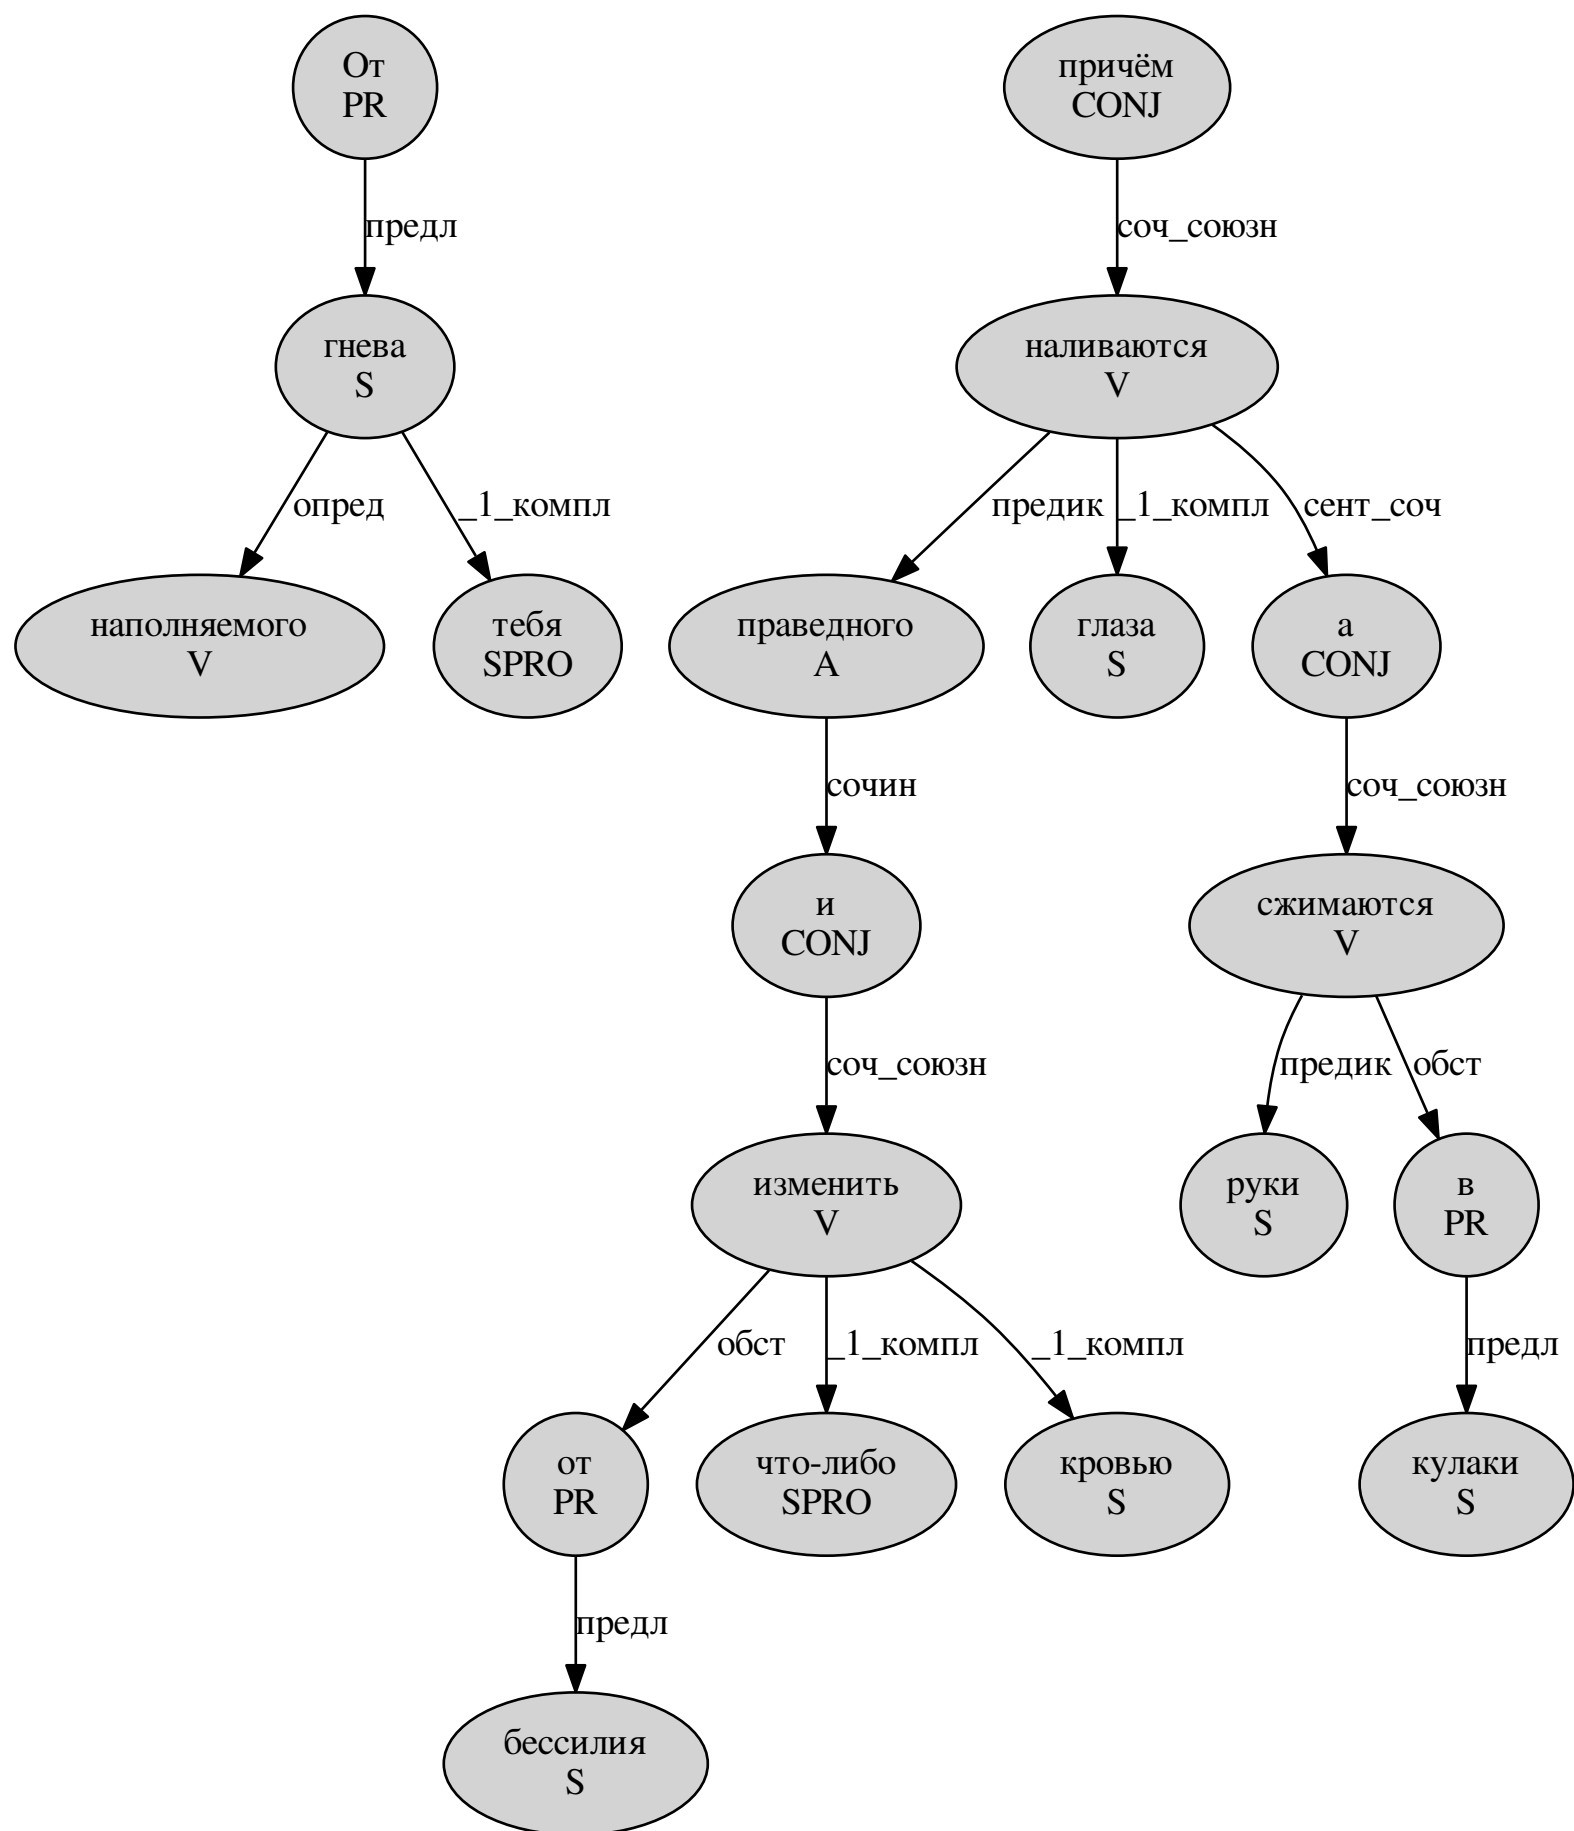 От
PR
причём
CONJ
предл
соч_союзн
гнева
S
наливаются
V
опред
_1_компл
предик
_1_компл
сент_соч
наполняемого
V
тебя
SPRO
праведного
A
глаза
S
а
CONJ
сочин
соч_союзн
и
CONJ
сжимаются
V
соч_союзн
предик
обст
изменить
V
руки
S
в
PR
обст
_1_компл
_1_компл
предл
от
PR
что-либо
SPRO
кровью
S
кулаки
S
предл
бессилия
S